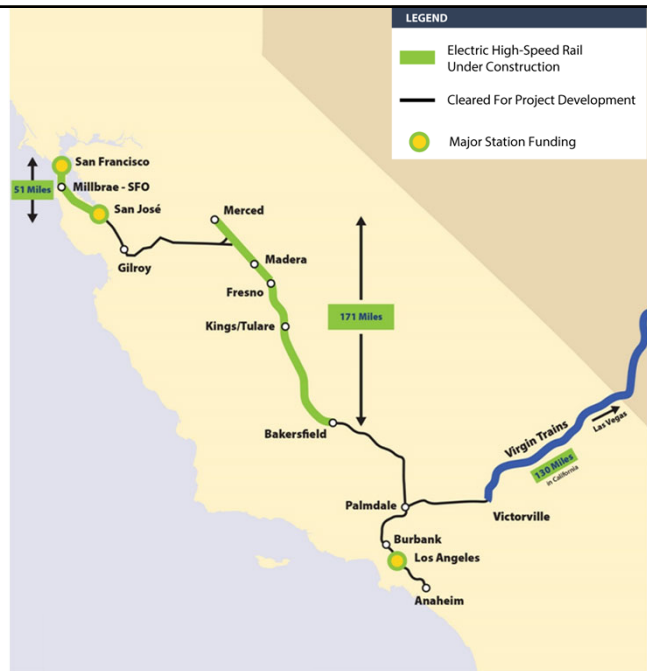 LEGEND
Electric High-Speed Rail
Under Construction
Cleared For Project Development
Major Station Funding
San Francisco
51 Miles
Millbrae - SFO
San José
Gilroy
Merced
Madera
Fresno
171 Miles
Kings/Tulare
Bakersfield
Virgin Trains
Las Vegas
130 Miles
in California
Palmdale
Victorville
Burbank
Los Angeles
Anaheim